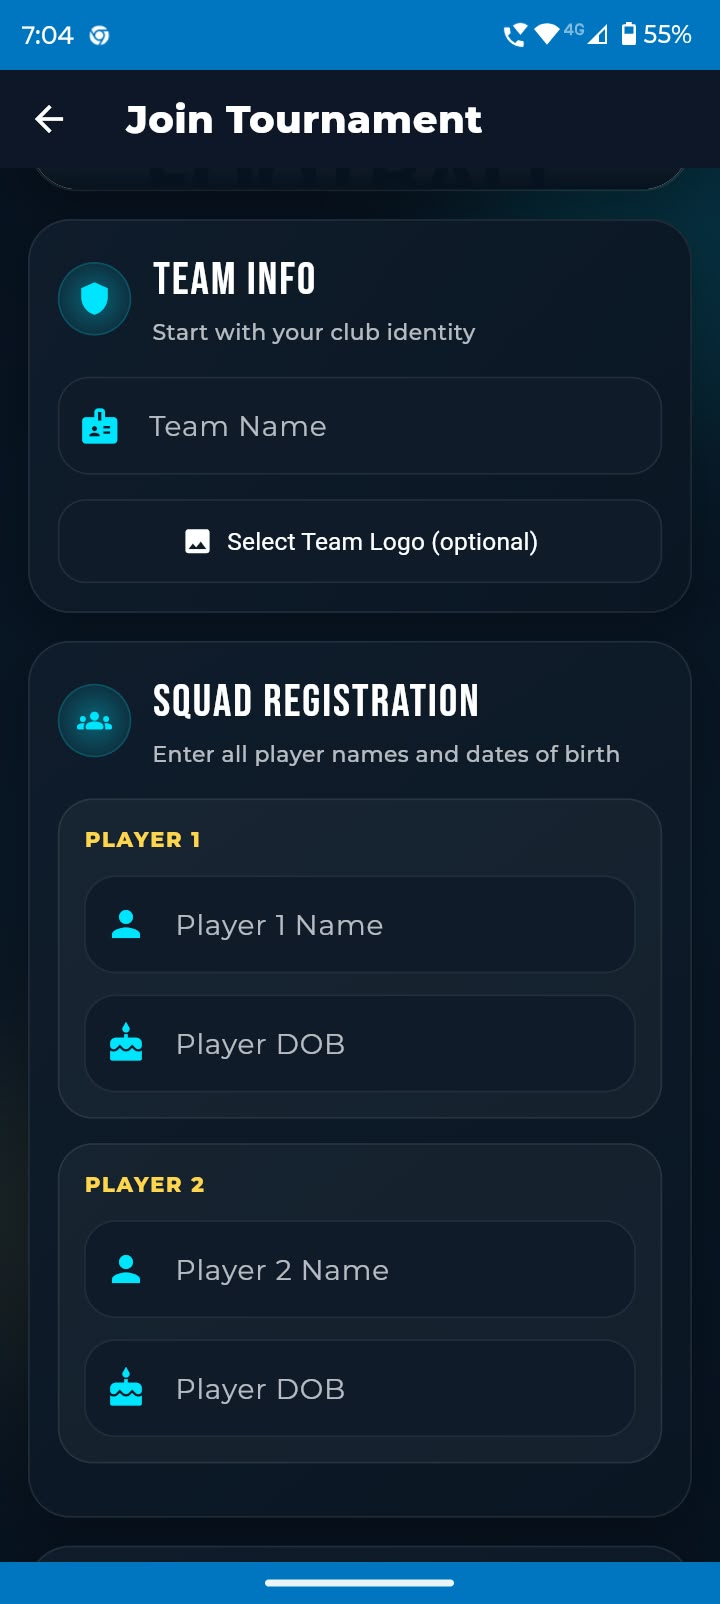 7:04
4G
55%
Join Tournament
TEAM INFO
Start with your club identity
Team Name
Select Team Logo (optional)
SQUAD REGISTRATION
Enter all player names and dates of birth
PLAYER 1
Player 1 Name
Player DOB
PLAYER 2
Player 2 Name
Player DOB